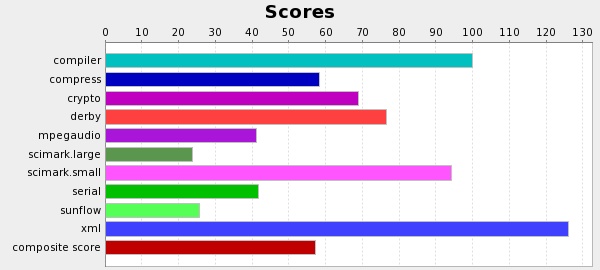 Scores
0 10 20 30 40 50 60 70 80 90 100 110 120 130
compiler
compress
crypto
derby
mpegaudio
scimark.large
scimark.small
serial
sunflow
xml
composite score